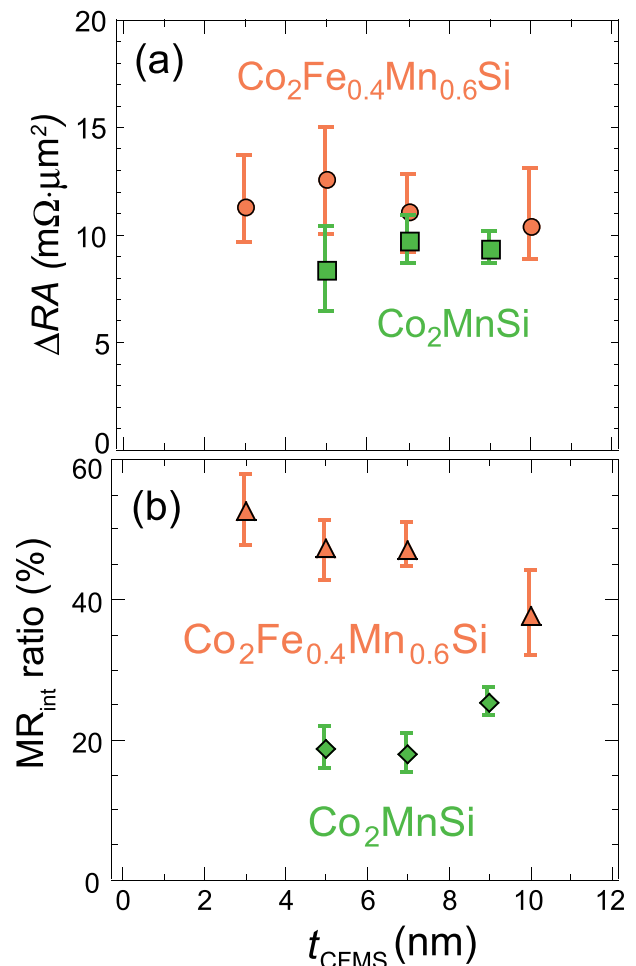 20
(a)
Co₂Fe₀.₄Mn₀.₆Si
15
10
ΔRA (mΩ·μm²)
Co₂MnSi
5
0
60
(b)
40
Co₂Fe₀.₄Mn₀.₆Si
MRint ratio (%)
20
Co₂MnSi
0
0 2 4 6 8 10 12
tCFMS (nm)